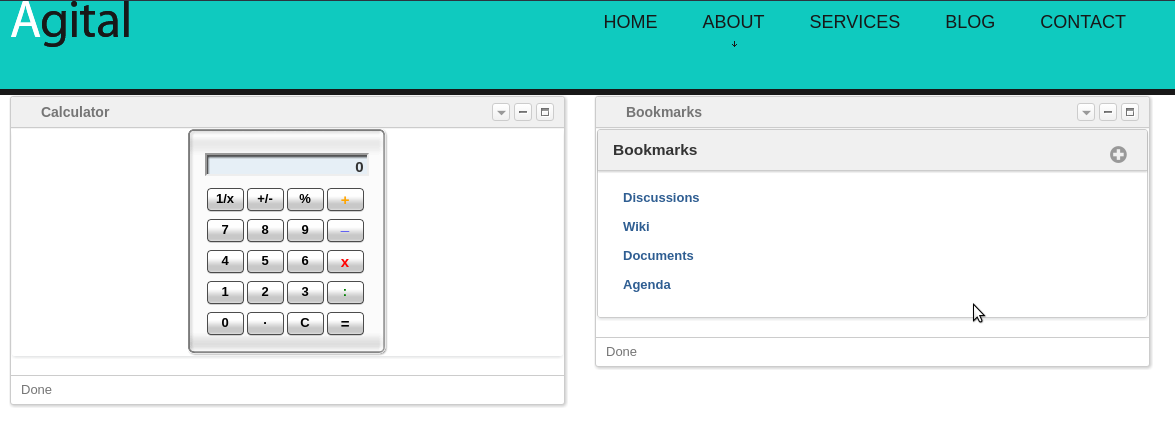 Agital
HOME ABOUT SERVICES BLOG CONTACT
Calculator
0
1/x +/- % +
7 8 9 –
4 5 6 x
1 2 3 :
0 . C =
Done
Bookmarks
Bookmarks
Discussions
Wiki
Documents
Agenda
Done